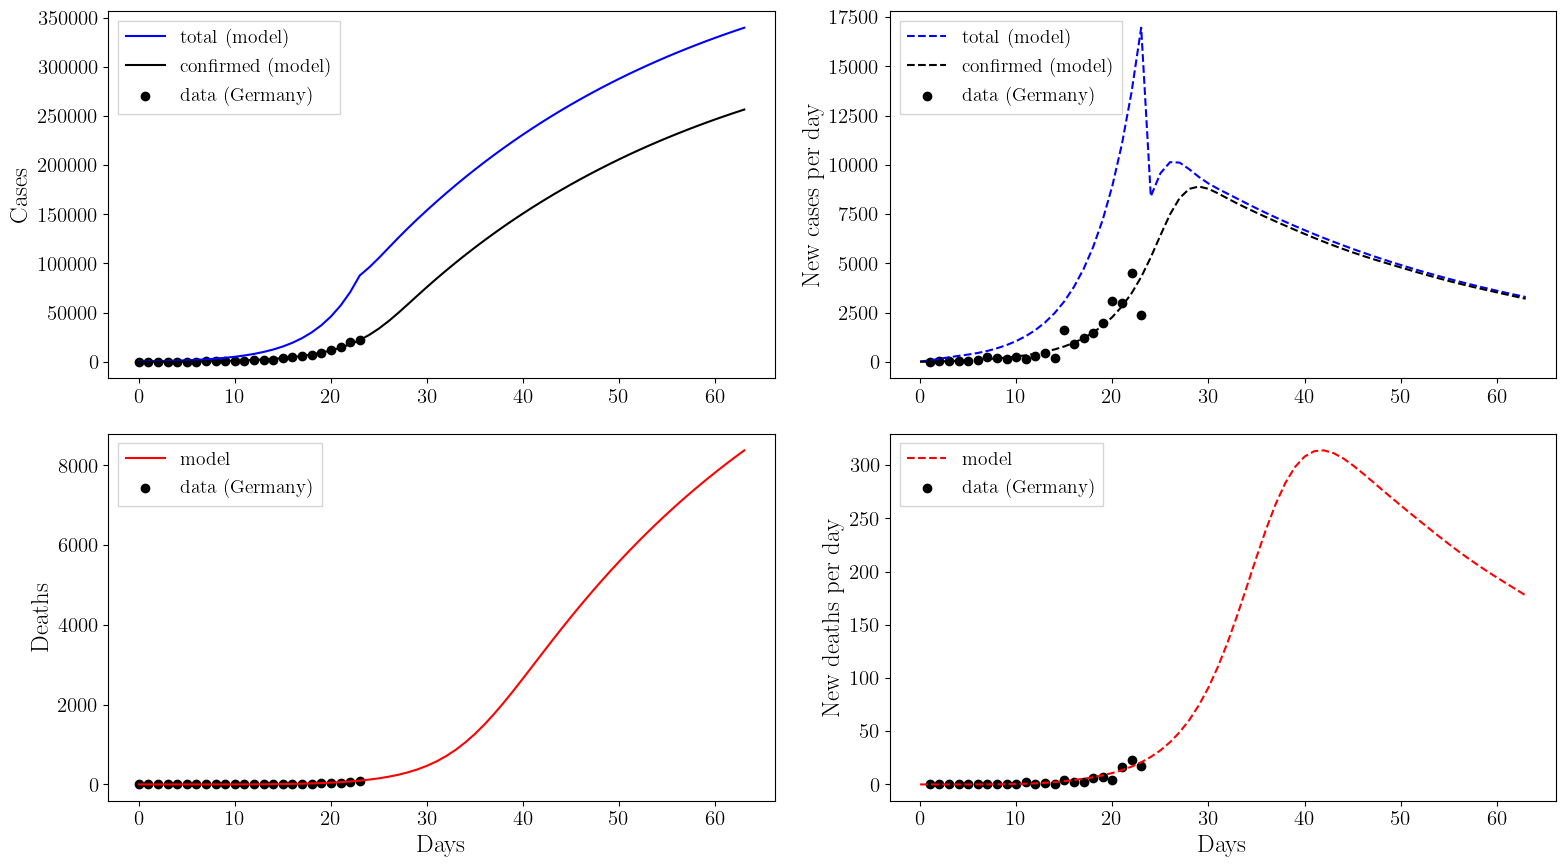 350000
300000
250000
200000
150000
100000
50000
0
Cases
total (model)
confirmed (model)
data (Germany)
0 10 20 30 40 50 60
17500
15000
12500
10000
7500
5000
2500
0
New cases per day
total (model)
confirmed (model)
data (Germany)
0 10 20 30 40 50 60
8000
6000
4000
2000
0
Deaths
model
data (Germany)
0 10 20 30 40 50 60
Days
300
250
200
150
100
50
0
New deaths per day
model
data (Germany)
0 10 20 30 40 50 60
Days